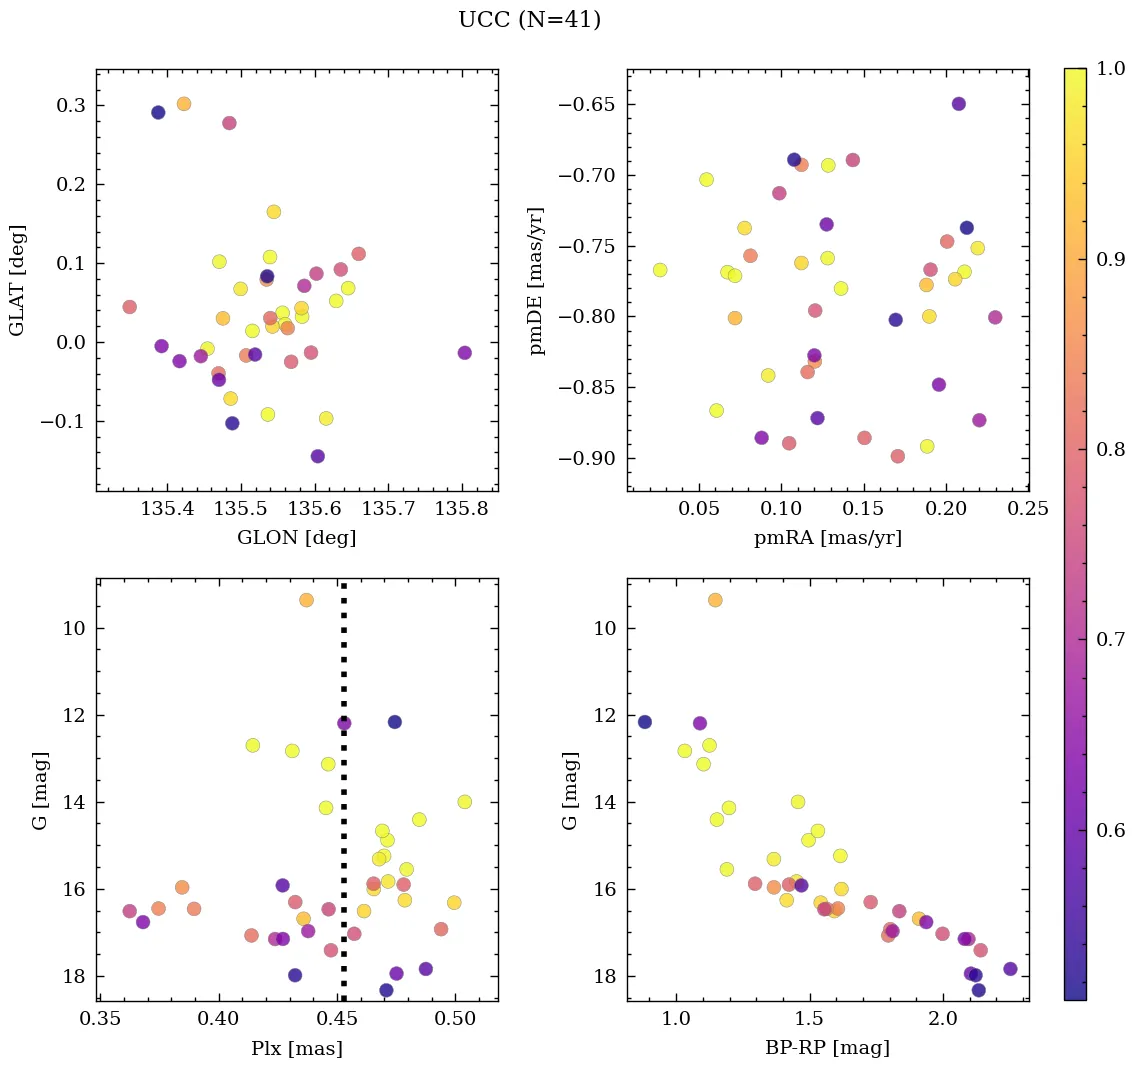 UCC (N=41)
0.3
0.2
0.1
0.0
−0.1
GLAT [deg]
135.4 135.5 135.6 135.7 135.8
GLON [deg]
−0.65
−0.70
−0.75
−0.80
−0.85
−0.90
pmDE [mas/yr]
0.05 0.10 0.15 0.20 0.25
pmRA [mas/yr]
10
12
14
16
18
G [mag]
0.35 0.40 0.45 0.50
Plx [mas]
10
12
14
16
18
G [mag]
1.0 1.5 2.0
BP-RP [mag]
1.0
0.9
0.8
0.7
0.6